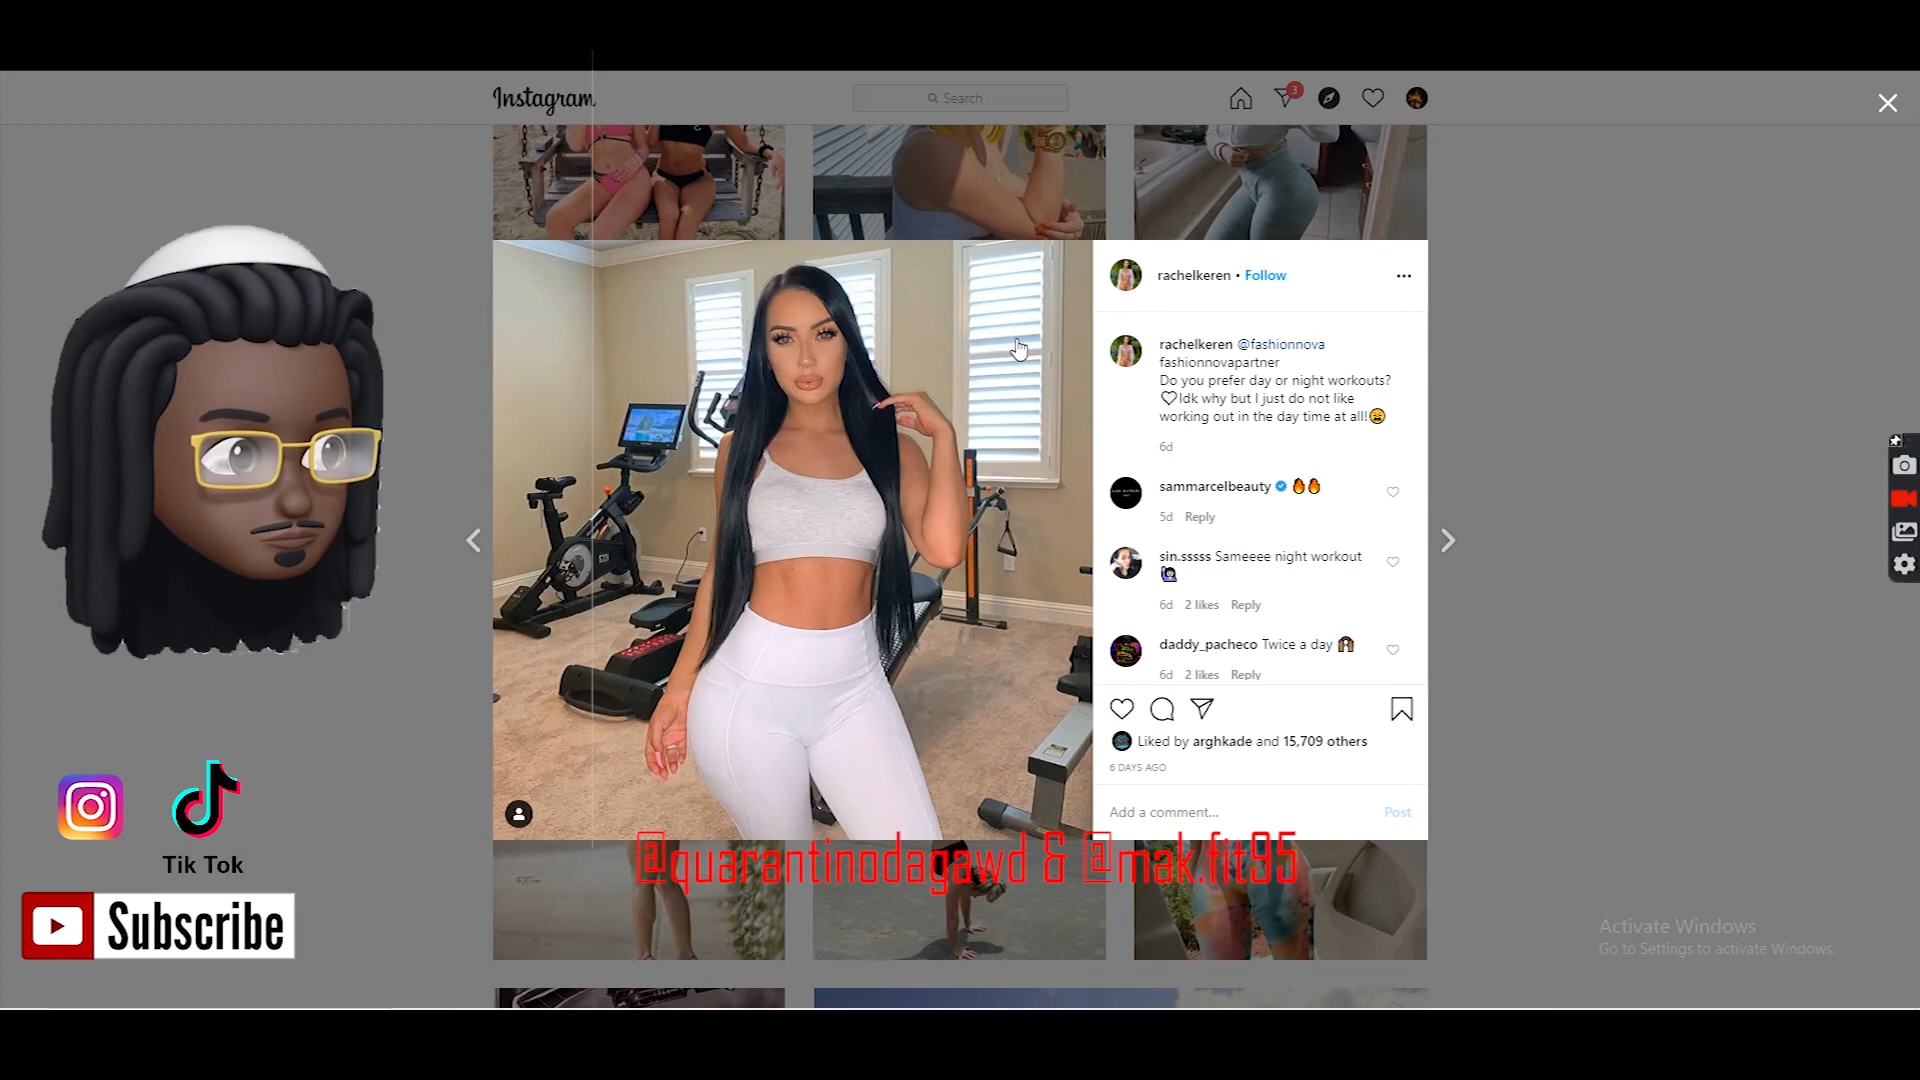 Instagram
Search
3
rachelkeren • Follow
rachelkeren @fashionnova
fashionnovapartner
Do you prefer day or night workouts?
♡Idk why but I just do not like
working out in the day time at all!😩
6d
sammarcelbeauty 🔥🔥
5d Reply
sin.sssss Sameeee night workout
🙋🏻‍♀️
6d 2 likes Reply
daddy_pacheco Twice a day 🙈
6d 2 likes Reply
Liked by arghkade and 15,709 others
6 DAYS AGO
Add a comment... Post
@quarantinodagawd & @mak.fit95
Tik Tok
Subscribe
Activate Windows
Go to Settings to activate Windows.